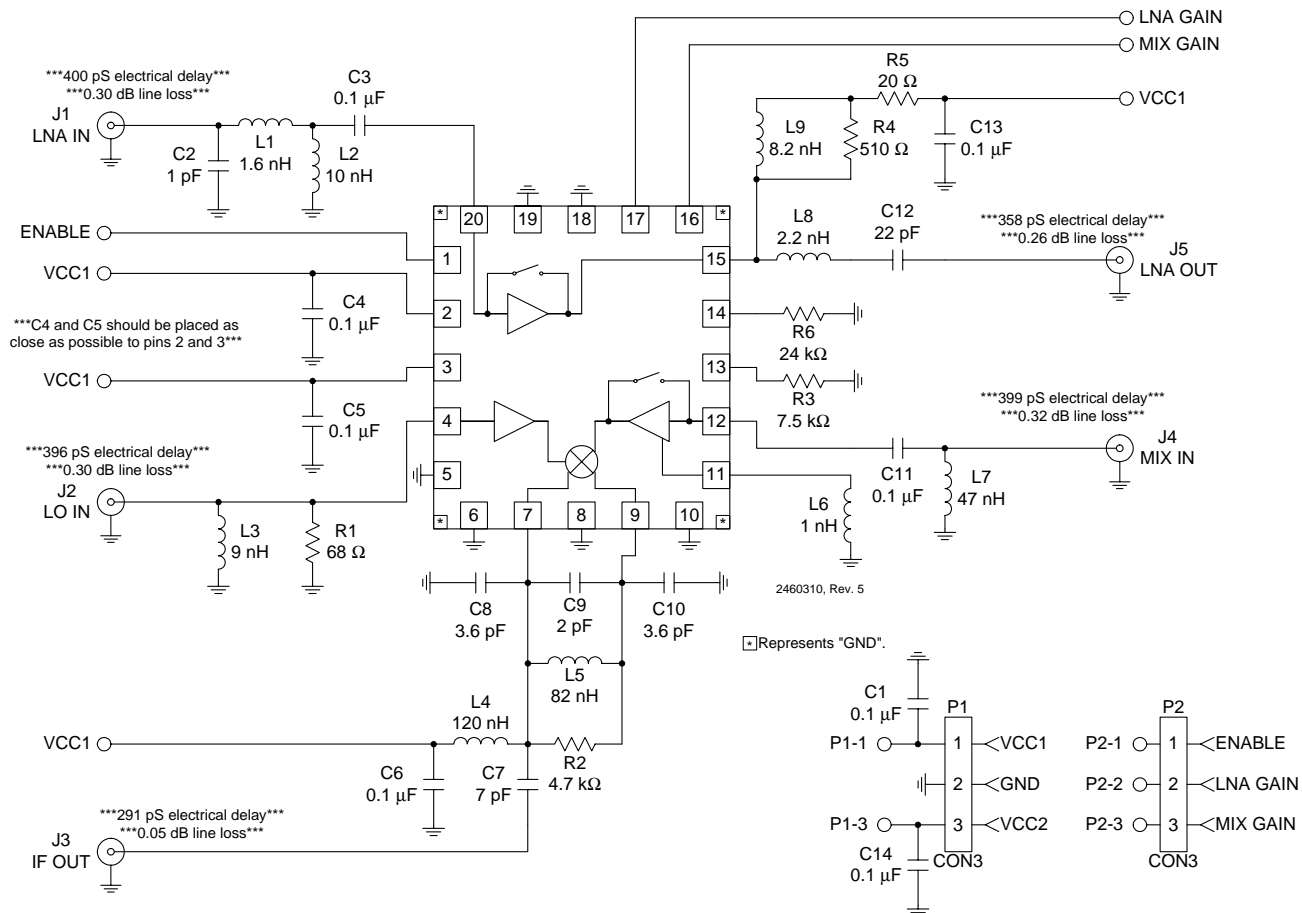 LNA GAIN
MIX GAIN
***400 pS electrical delay***
***0.30 dB line loss***
J1
LNA IN
C2
1 pF
L1
1.6 nH
L2
10 nH
C3
0.1 μF
R5
20 Ω
VCC1
L9
8.2 nH
R4
510 Ω
C13
0.1 μF
* 20 19 18 17 16 *
ENABLE
1
VCC1
2
C4
0.1 μF
***C4 and C5 should be placed as
close as possible to pins 2 and 3***
VCC1
3
C5
0.1 μF
15
L8
2.2 nH
C12
22 pF
***358 pS electrical delay***
***0.26 dB line loss***
J5
LNA OUT
14
R6
24 kΩ
13
R3
7.5 kΩ
***399 pS electrical delay***
***0.32 dB line loss***
J4
MIX IN
12
C11
0.1 μF
L7
47 nH
11
L6
1 nH
***396 pS electrical delay***
***0.30 dB line loss***
J2
LO IN
4
5
L3
9 nH
R1
68 Ω
* 6 7 8 9 10 *
C8
3.6 pF
C9
2 pF
C10
3.6 pF
2460310, Rev. 5
* Represents "GND".
L5
82 nH
L4
120 nH
VCC1
C6
0.1 μF
C7
7 pF
R2
4.7 kΩ
***291 pS electrical delay***
***0.05 dB line loss***
J3
IF OUT
C1
0.1 μF
P1
P1-1 1 VCC1
2 GND
P1-3 3 VCC2
CON3
C14
0.1 μF
P2
P2-1 1 ENABLE
P2-2 2 LNA GAIN
P2-3 3 MIX GAIN
CON3